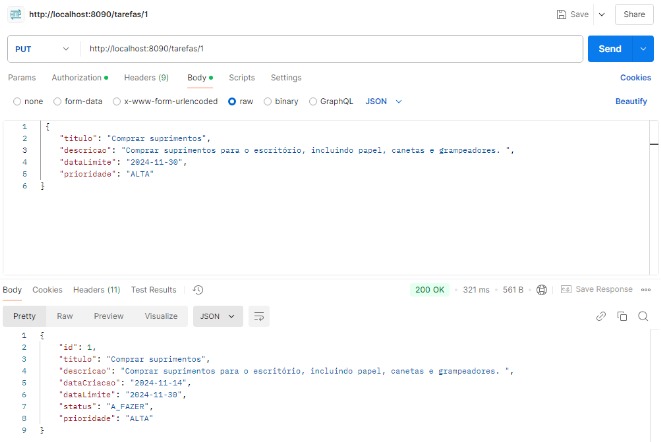 http://localhost:8090/tarefas/1 Save Share
PUT http://localhost:8090/tarefas/1 Send
Params Authorization Headers (9) Body Scripts Settings Cookies
none form-data x-www-form-urlencoded raw binary GraphQL JSON Beautify
1 {
2 "titulo": "Comprar suprimentos",
3 "descricao": "Comprar suprimentos para o escritório, incluindo papel, canetas e grampeadores. ",
4 "dataLimite": "2024-11-30",
5 "prioridade": "ALTA"
6 }
Body Cookies Headers (11) Test Results 200 OK 321 ms 561 B Save Response
Pretty Raw Preview Visualize JSON
1 {
2 "id": 1,
3 "titulo": "Comprar suprimentos",
4 "descricao": "Comprar suprimentos para o escritório, incluindo papel, canetas e grampeadores. ",
5 "dataCriacao": "2024-11-14",
6 "dataLimite": "2024-11-30",
7 "status": "A_FAZER",
8 "prioridade": "ALTA"
9 }